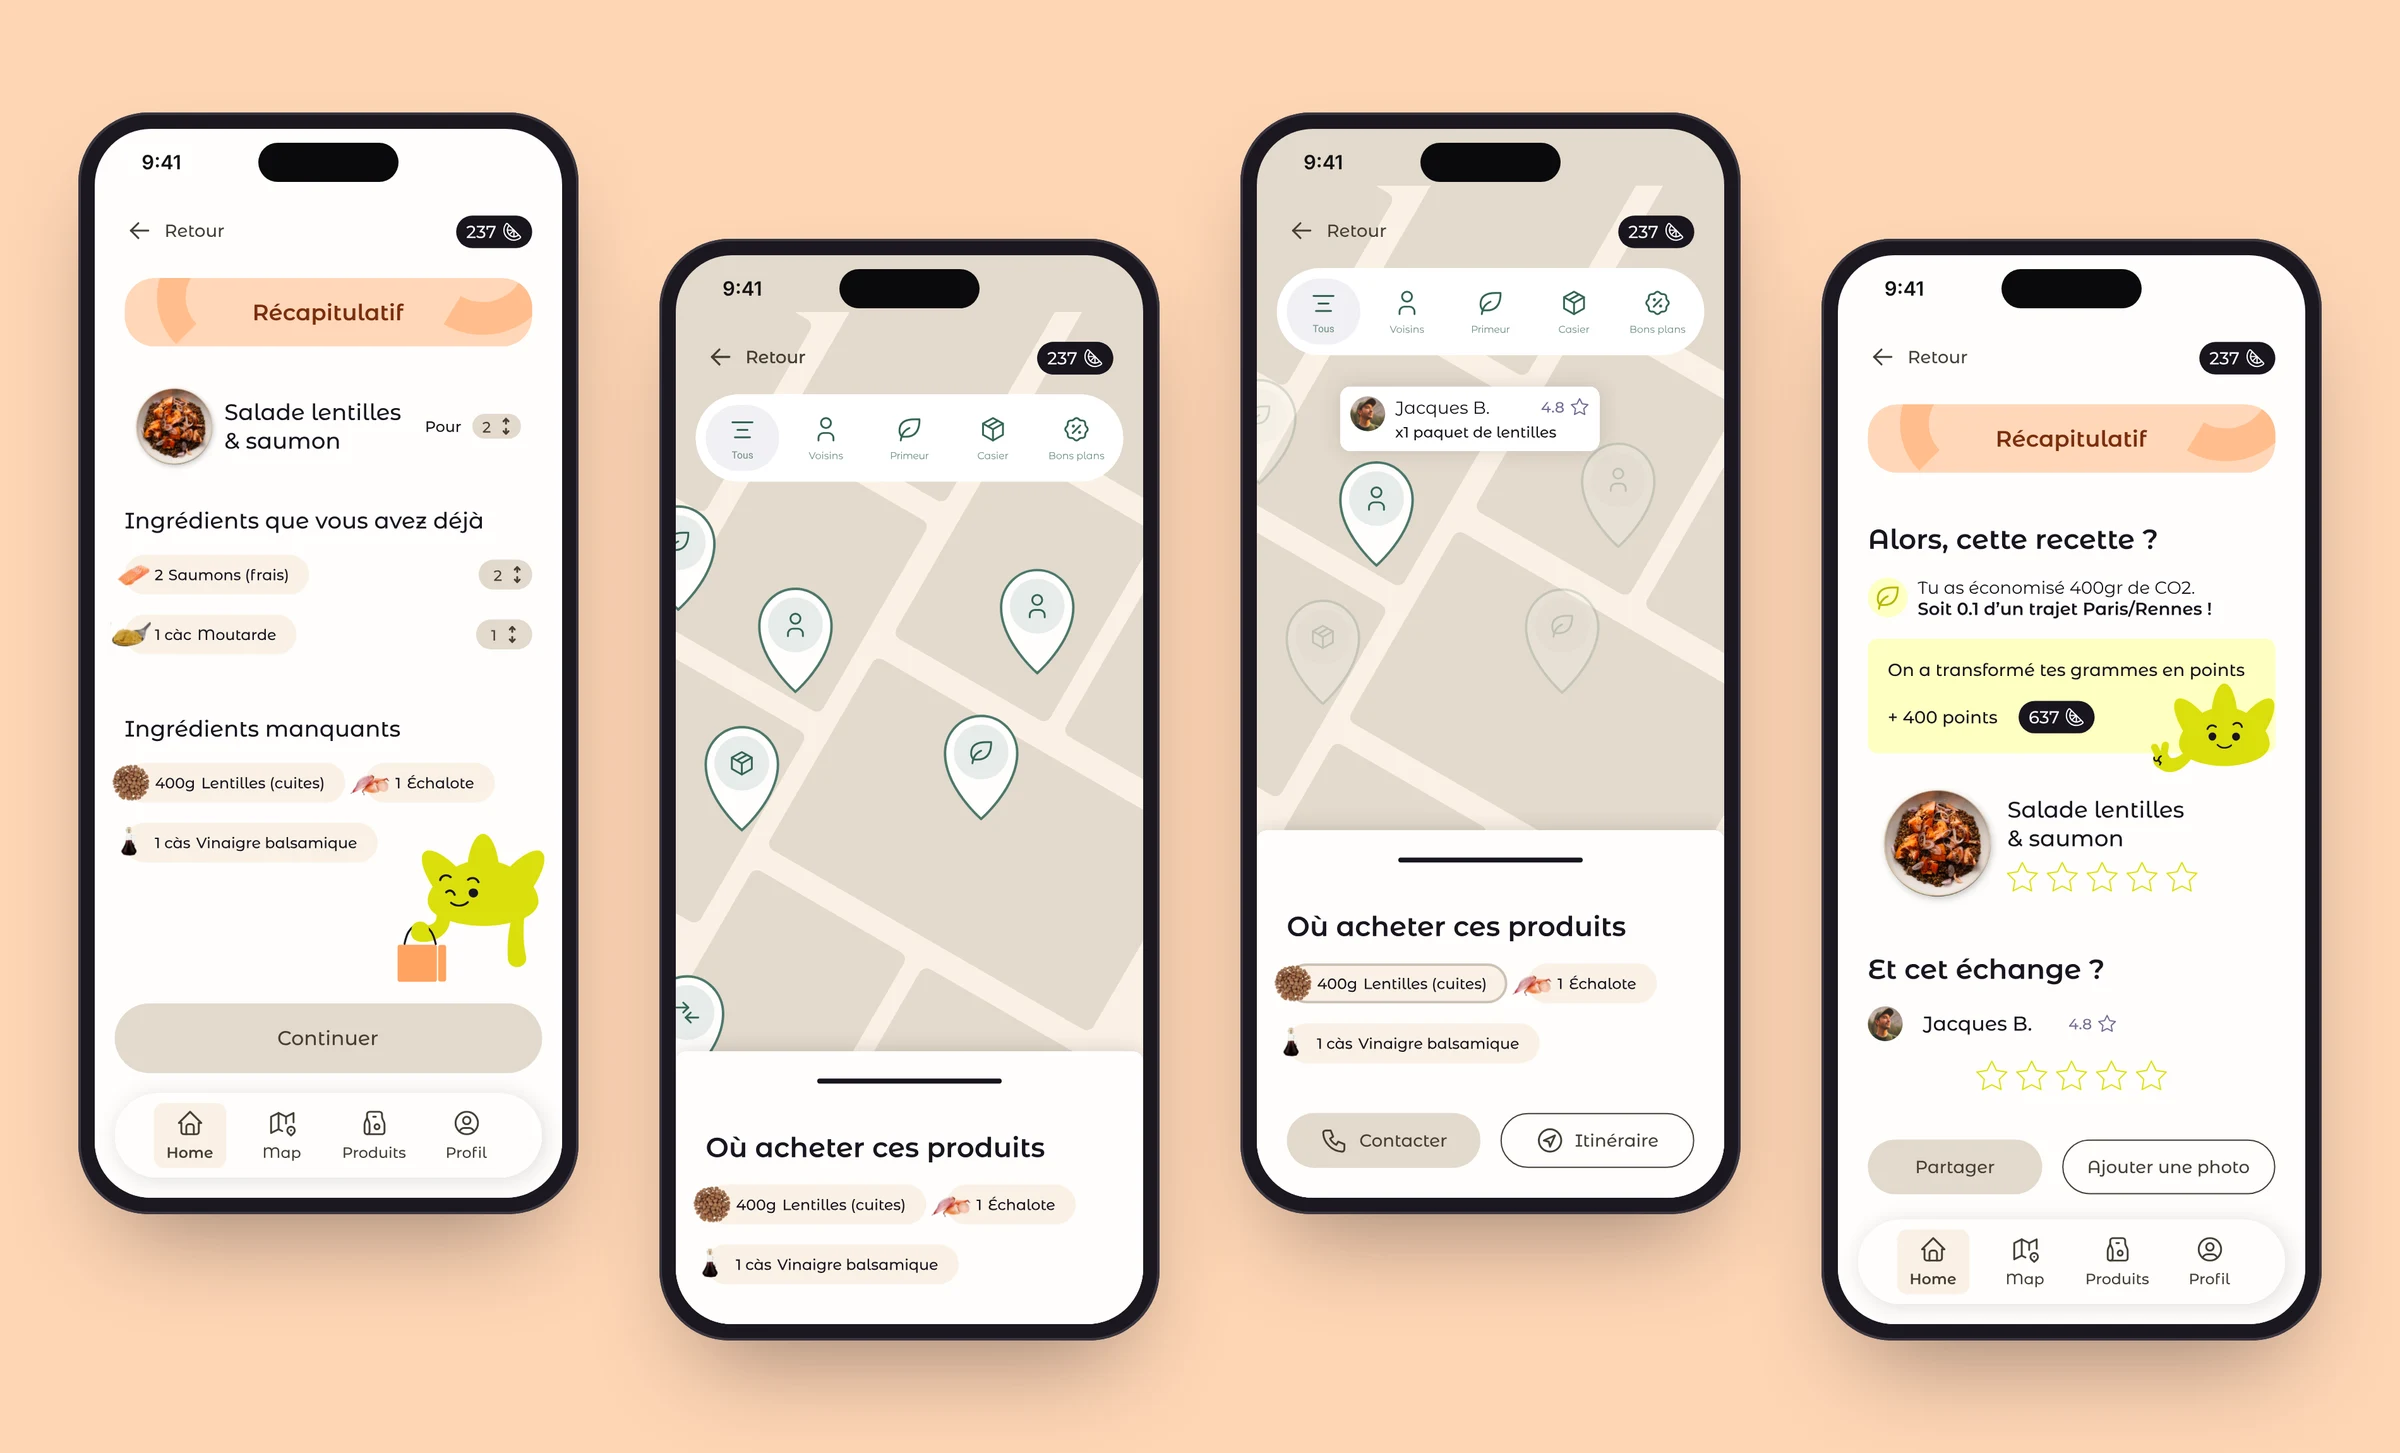 9:41
Retour
237
Récapitulatif
Salade lentilles
& saumon
Pour
2
Ingrédients que vous avez déjà
2 Saumons (frais)
2
1 càc Moutarde
1
Ingrédients manquants
400g Lentilles (cuites)
1 Échalote
1 càs Vinaigre balsamique
Continuer
Home
Map
Produits
Profil
9:41
Retour
237
Tous
Voisins
Primeur
Casier
Bons plans
Où acheter ces produits
400g Lentilles (cuites)
1 Échalote
1 càs Vinaigre balsamique
9:41
Retour
237
Tous
Voisins
Primeur
Casier
Bons plans
Jacques B.
4.8
x1 paquet de lentilles
Où acheter ces produits
400g Lentilles (cuites)
1 Échalote
1 càs Vinaigre balsamique
Contacter
Itinéraire
9:41
Retour
237
Récapitulatif
Alors, cette recette ?
Tu as économisé 400gr de CO2.
Soit 0.1 d’un trajet Paris/Rennes !
On a transformé tes grammes en points
+ 400 points
637
Salade lentilles
& saumon
Et cet échange ?
Jacques B.
4.8
Partager
Ajouter une photo
Home
Map
Produits
Profil